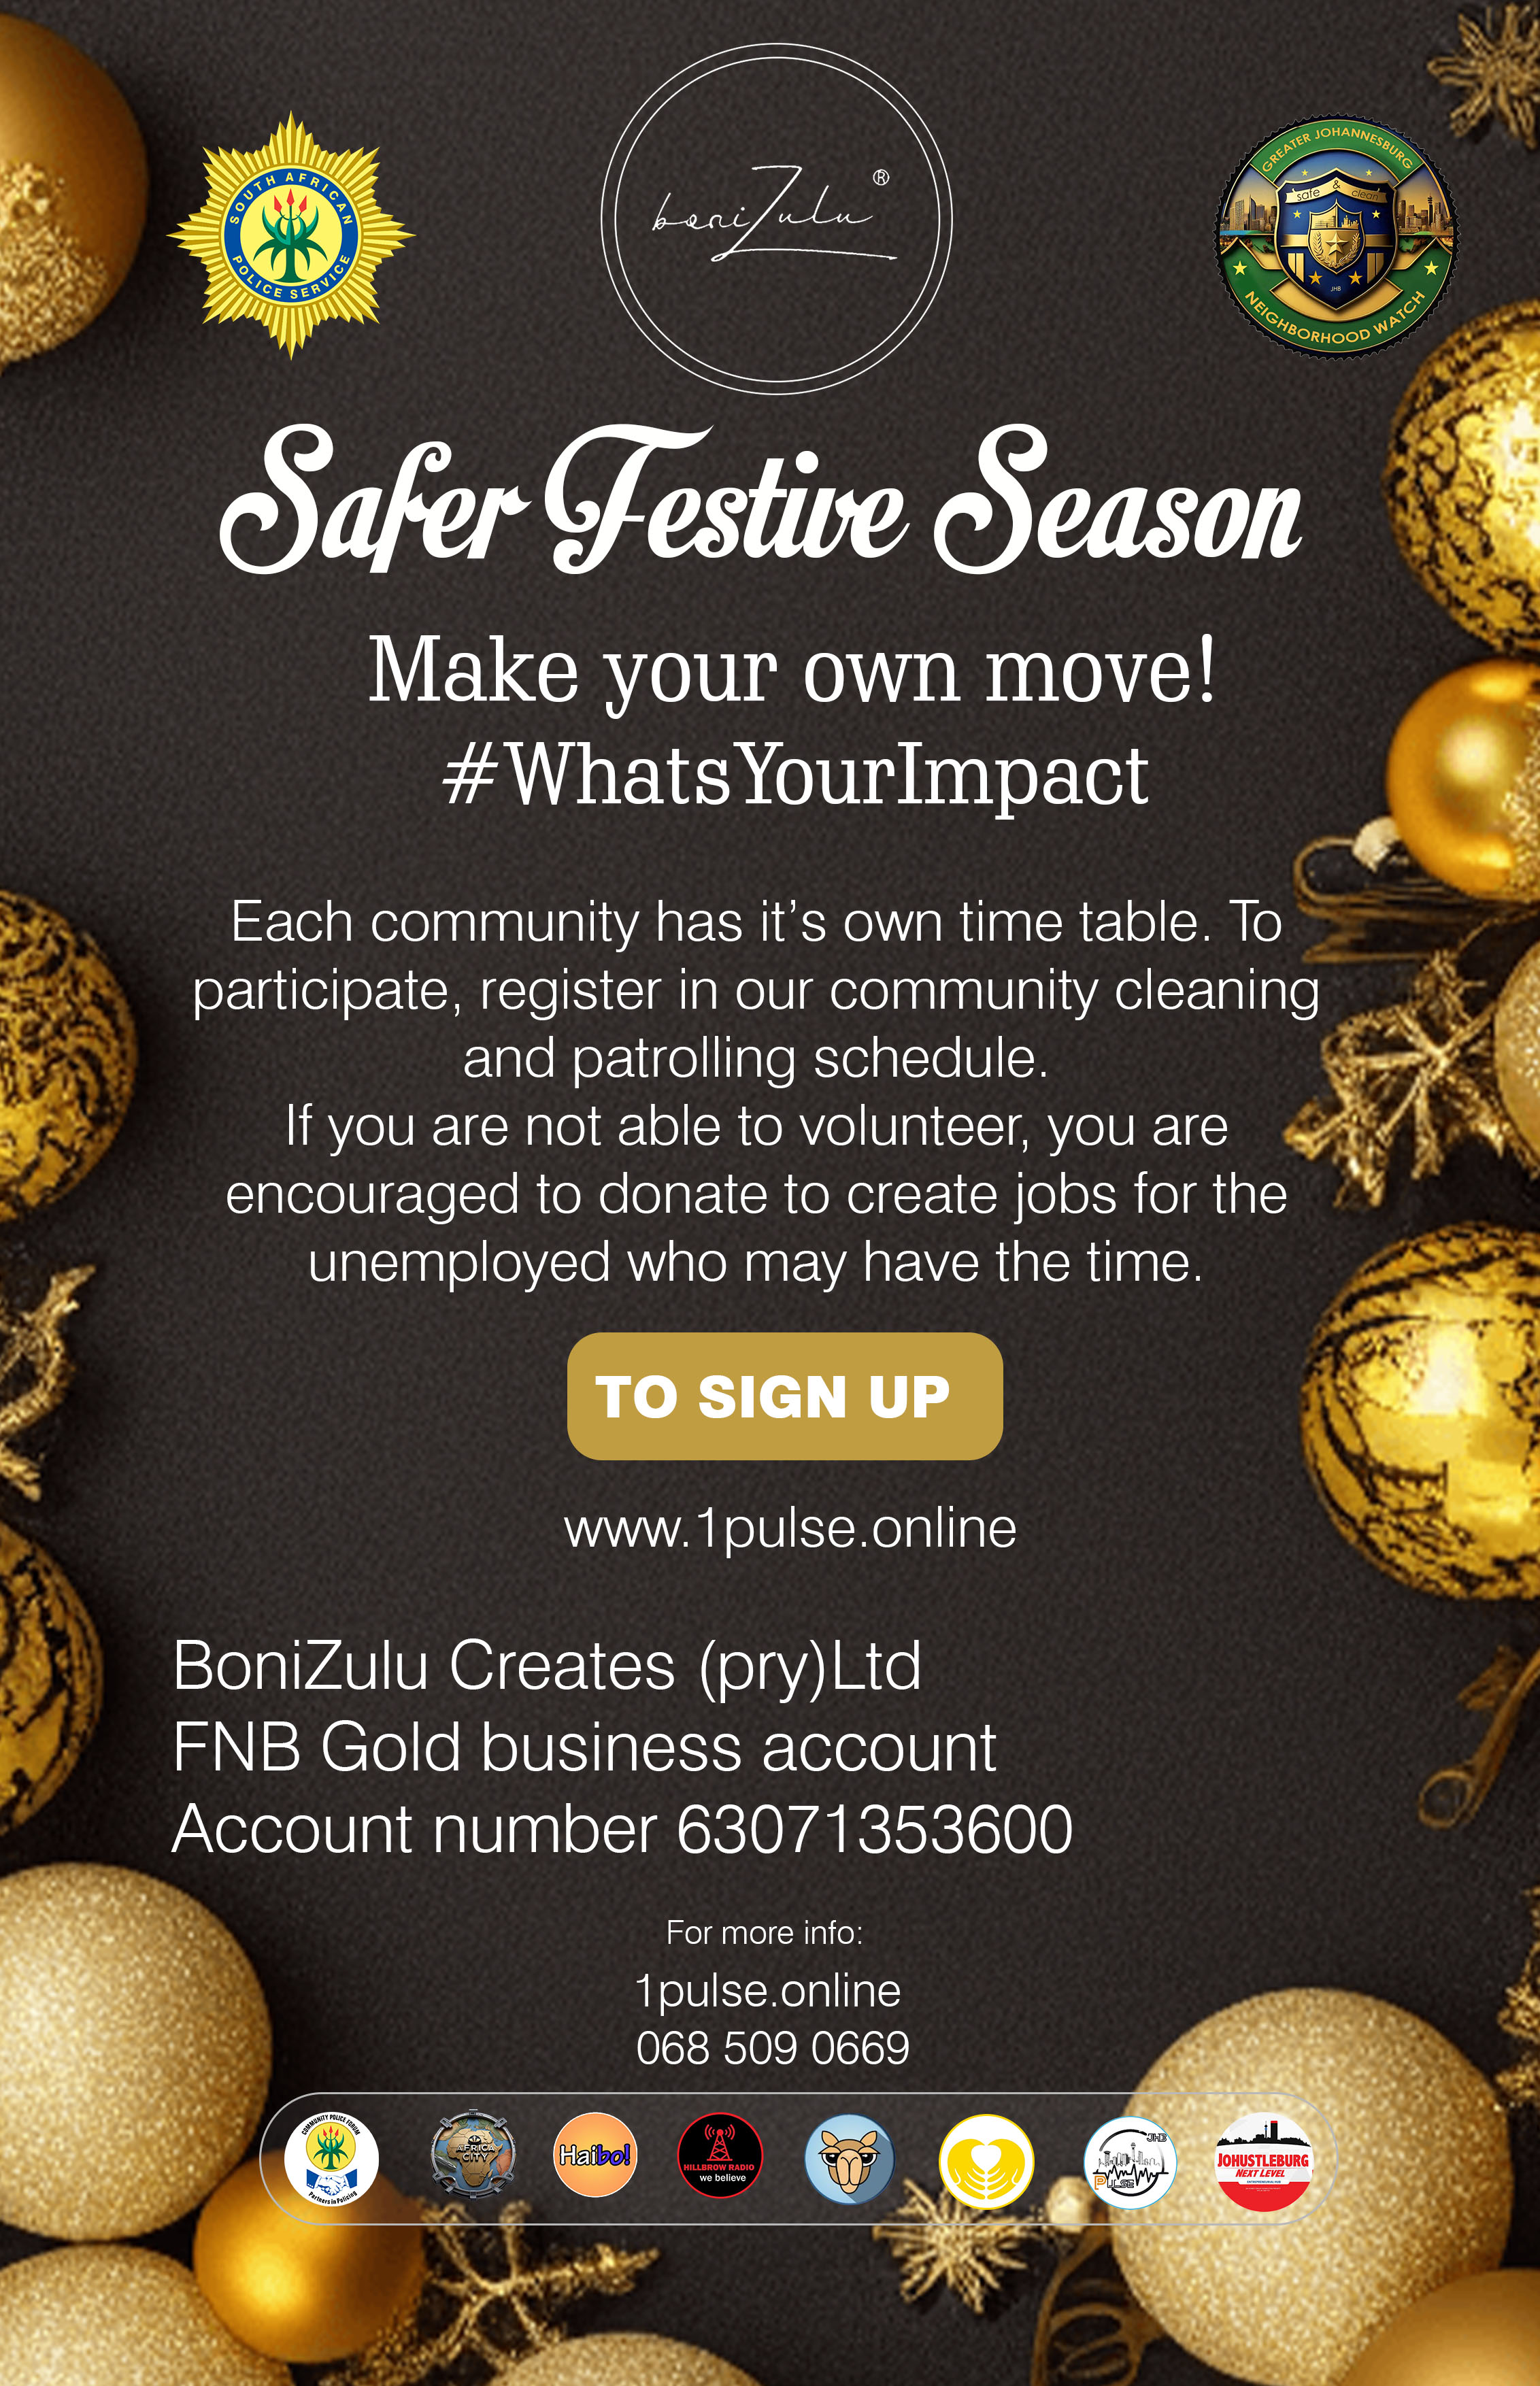 SOUTH AFRICAN
POLICE SERVICE
boniZulu ®
GREATER JOHANNESBURG
safe & clean
JHB
NEIGHBORHOOD WATCH
Safer Festive Season
Make your own move!
#WhatsYourImpact
Each community has it’s own time table. To
participate, register in our community cleaning
and patrolling schedule.
If you are not able to volunteer, you are
encouraged to donate to create jobs for the
unemployed who may have the time.
TO SIGN UP
www.1pulse.online
BoniZulu Creates (pry)Ltd
FNB Gold business account
Account number 63071353600
For more info:
1pulse.online
068 509 0669
COMMUNITY POLICE FORUM
Partners in Policing
AFRICA
CITY
Haibo!
HILLBROW RADIO
we believe
JHB
PULSE
JOHUSTLEBURG
NEXT LEVEL